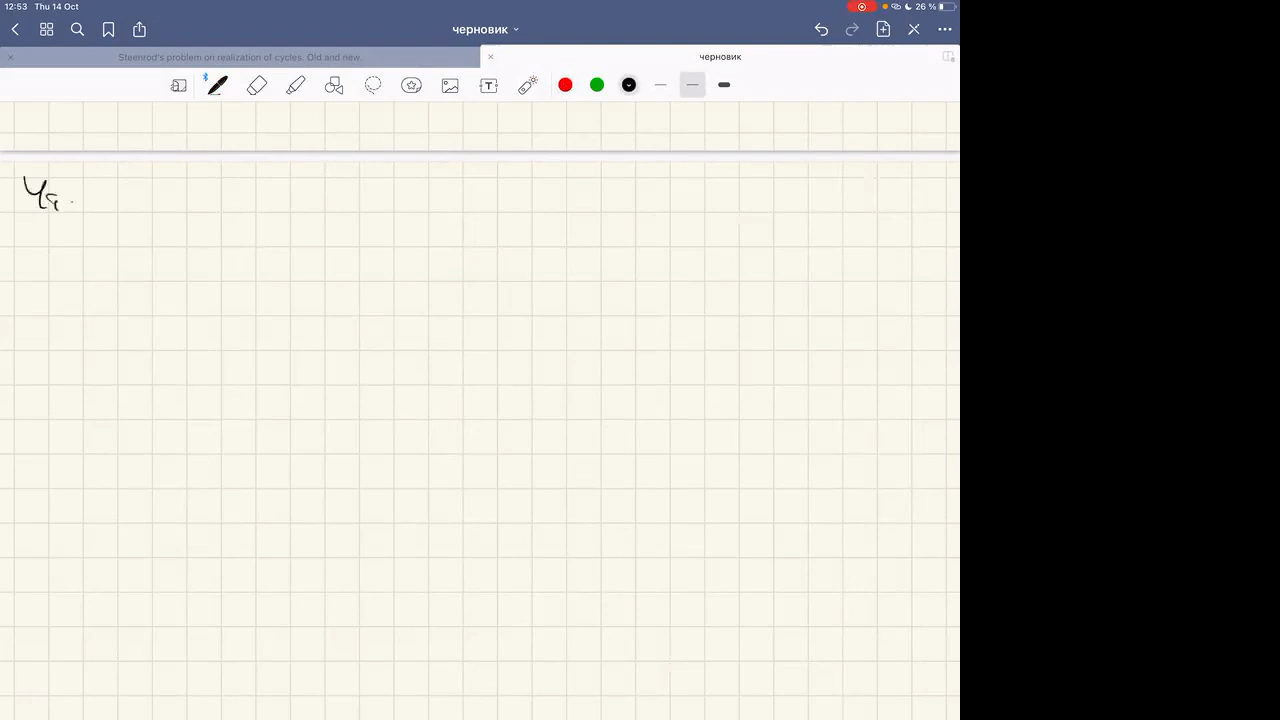 12:53 Thu 14 Oct 26 %
черновик
Steenrod's problem on realization of cycles. Old and new. черновик